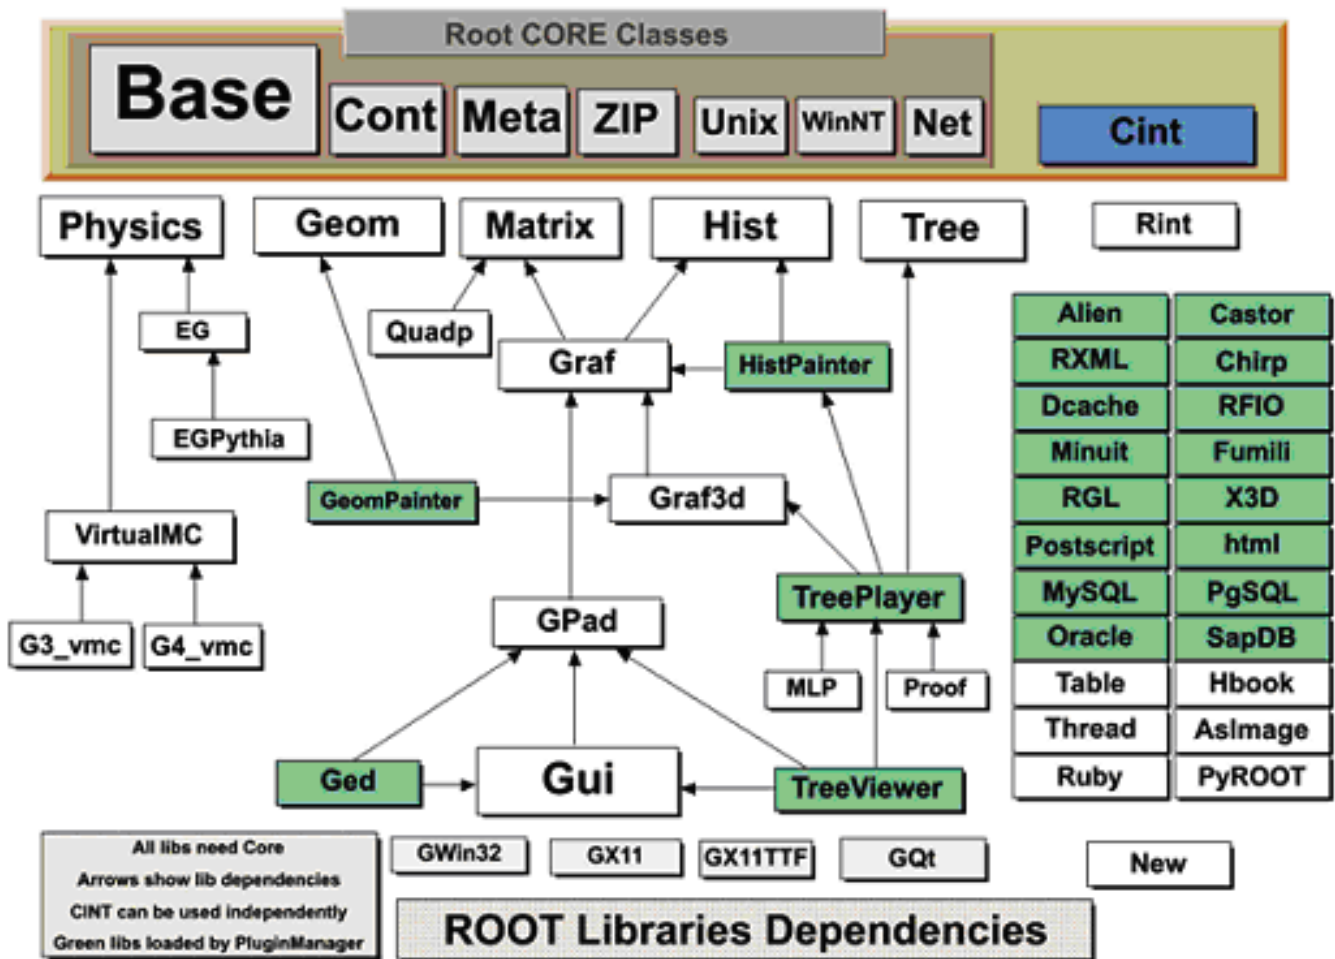 Root CORE Classes
Base
Cont
Meta
ZIP
Unix
WinNT
Net
Cint
Physics
Geom
Matrix
Hist
Tree
Rint
EG
Quadp
Graf
HistPainter
EGPythia
GeomPainter
Graf3d
VirtualMC
TreePlayer
GPad
G3_vmc
G4_vmc
MLP
Proof
Ged
Gui
TreeViewer
Alien
Castor
RXML
Chirp
Dcache
RFIO
Minuit
Fumili
RGL
X3D
Postscript
html
MySQL
PgSQL
Oracle
SapDB
Table
Hbook
Thread
AsImage
Ruby
PyROOT
All libs need Core
Arrows show lib dependencies
CINT can be used independently
Green libs loaded by PluginManager
GWin32
GX11
GX11TTF
GQt
New
ROOT Libraries Dependencies